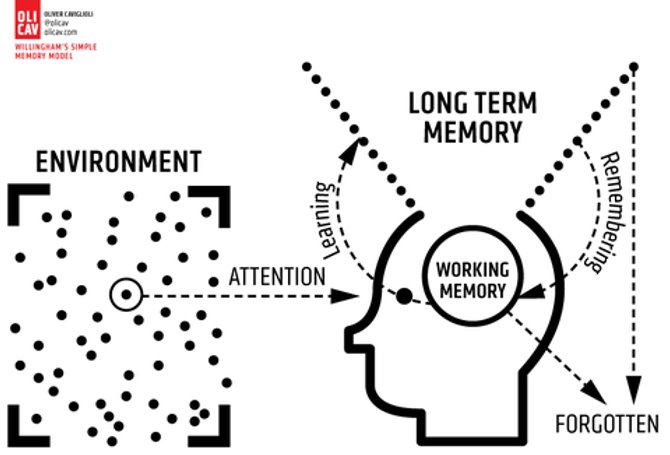 OLI
CAV
OLIVER CAVIGLIOLI
@olicav
olicav.com
WILLINGHAM'S SIMPLE
MEMORY MODEL
LONG TERM
MEMORY
ENVIRONMENT
Learning
Remembering
ATTENTION
WORKING
MEMORY
FORGOTTEN